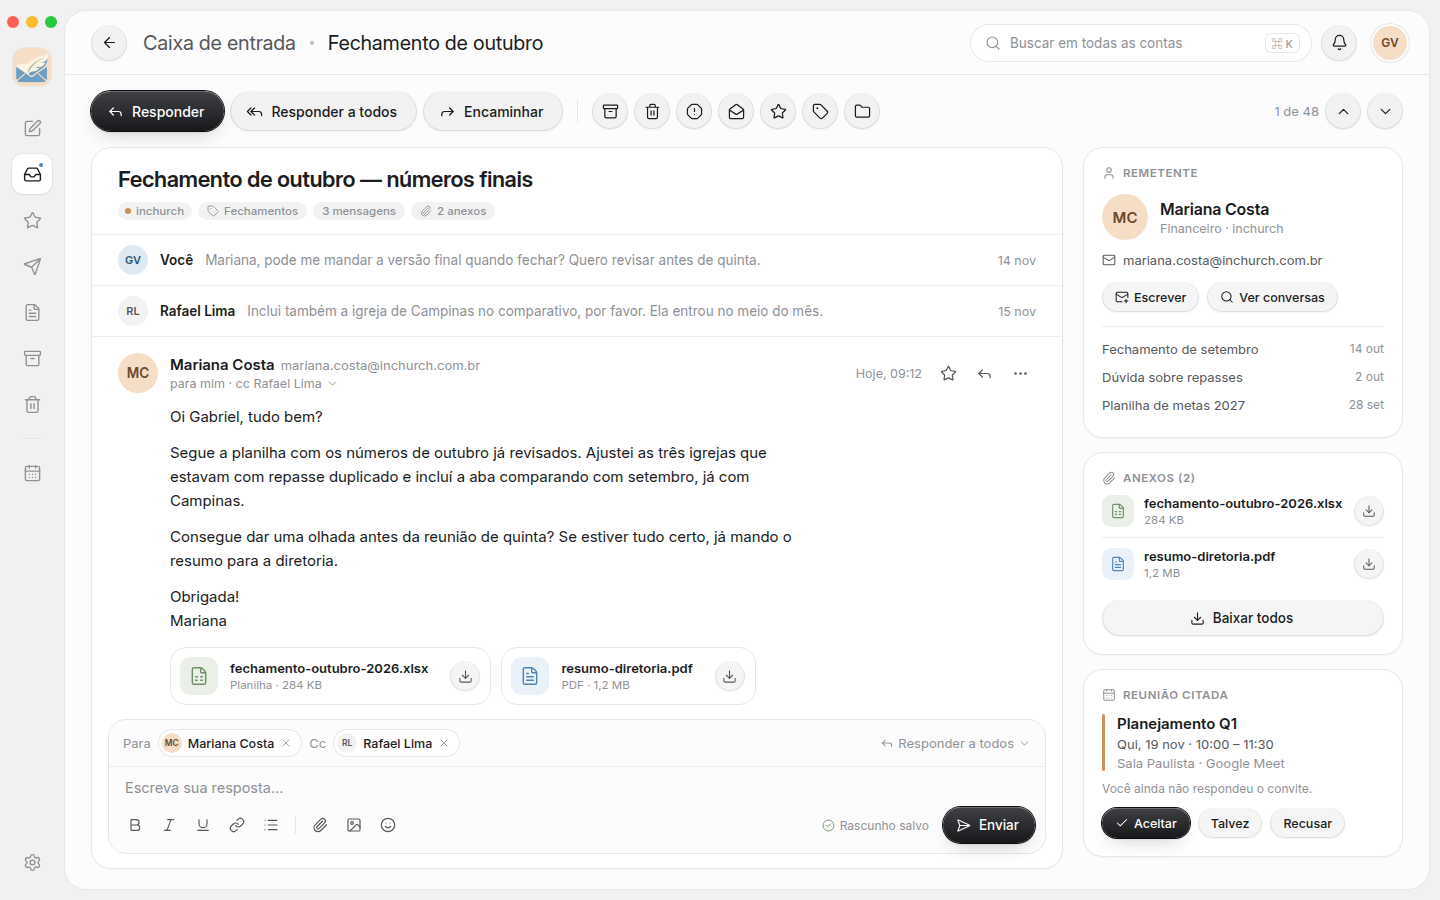 Caixa de entrada • Fechamento de outubro
Buscar em todas as contas
⌘ K
GV
Responder
Responder a todos
Encaminhar
1 de 48
Fechamento de outubro — números finais
inchurch
Fechamentos
3 mensagens
2 anexos
GV
Você
Mariana, pode me mandar a versão final quando fechar? Quero revisar antes de quinta.
14 nov
RL
Rafael Lima
Inclui também a igreja de Campinas no comparativo, por favor. Ela entrou no meio do mês.
15 nov
MC
Mariana Costa mariana.costa@inchurch.com.br
para mim · cc Rafael Lima
Hoje, 09:12
Oi Gabriel, tudo bem?
Segue a planilha com os números de outubro já revisados. Ajustei as três igrejas que
estavam com repasse duplicado e incluí a aba comparando com setembro, já com
Campinas.
Consegue dar uma olhada antes da reunião de quinta? Se estiver tudo certo, já mando o
resumo para a diretoria.
Obrigada!
Mariana
fechamento-outubro-2026.xlsx
Planilha · 284 KB
resumo-diretoria.pdf
PDF · 1,2 MB
Para
MC
Mariana Costa
Cc
RL
Rafael Lima
Responder a todos
Escreva sua resposta...
B I U
Rascunho salvo
Enviar
REMETENTE
MC
Mariana Costa
Financeiro · inchurch
mariana.costa@inchurch.com.br
Escrever
Ver conversas
Fechamento de setembro 14 out
Dúvida sobre repasses 2 out
Planilha de metas 2027 28 set
ANEXOS (2)
fechamento-outubro-2026.xlsx
284 KB
resumo-diretoria.pdf
1,2 MB
Baixar todos
REUNIÃO CITADA
Planejamento Q1
Qui, 19 nov · 10:00 – 11:30
Sala Paulista · Google Meet
Você ainda não respondeu o convite.
Aceitar
Talvez
Recusar